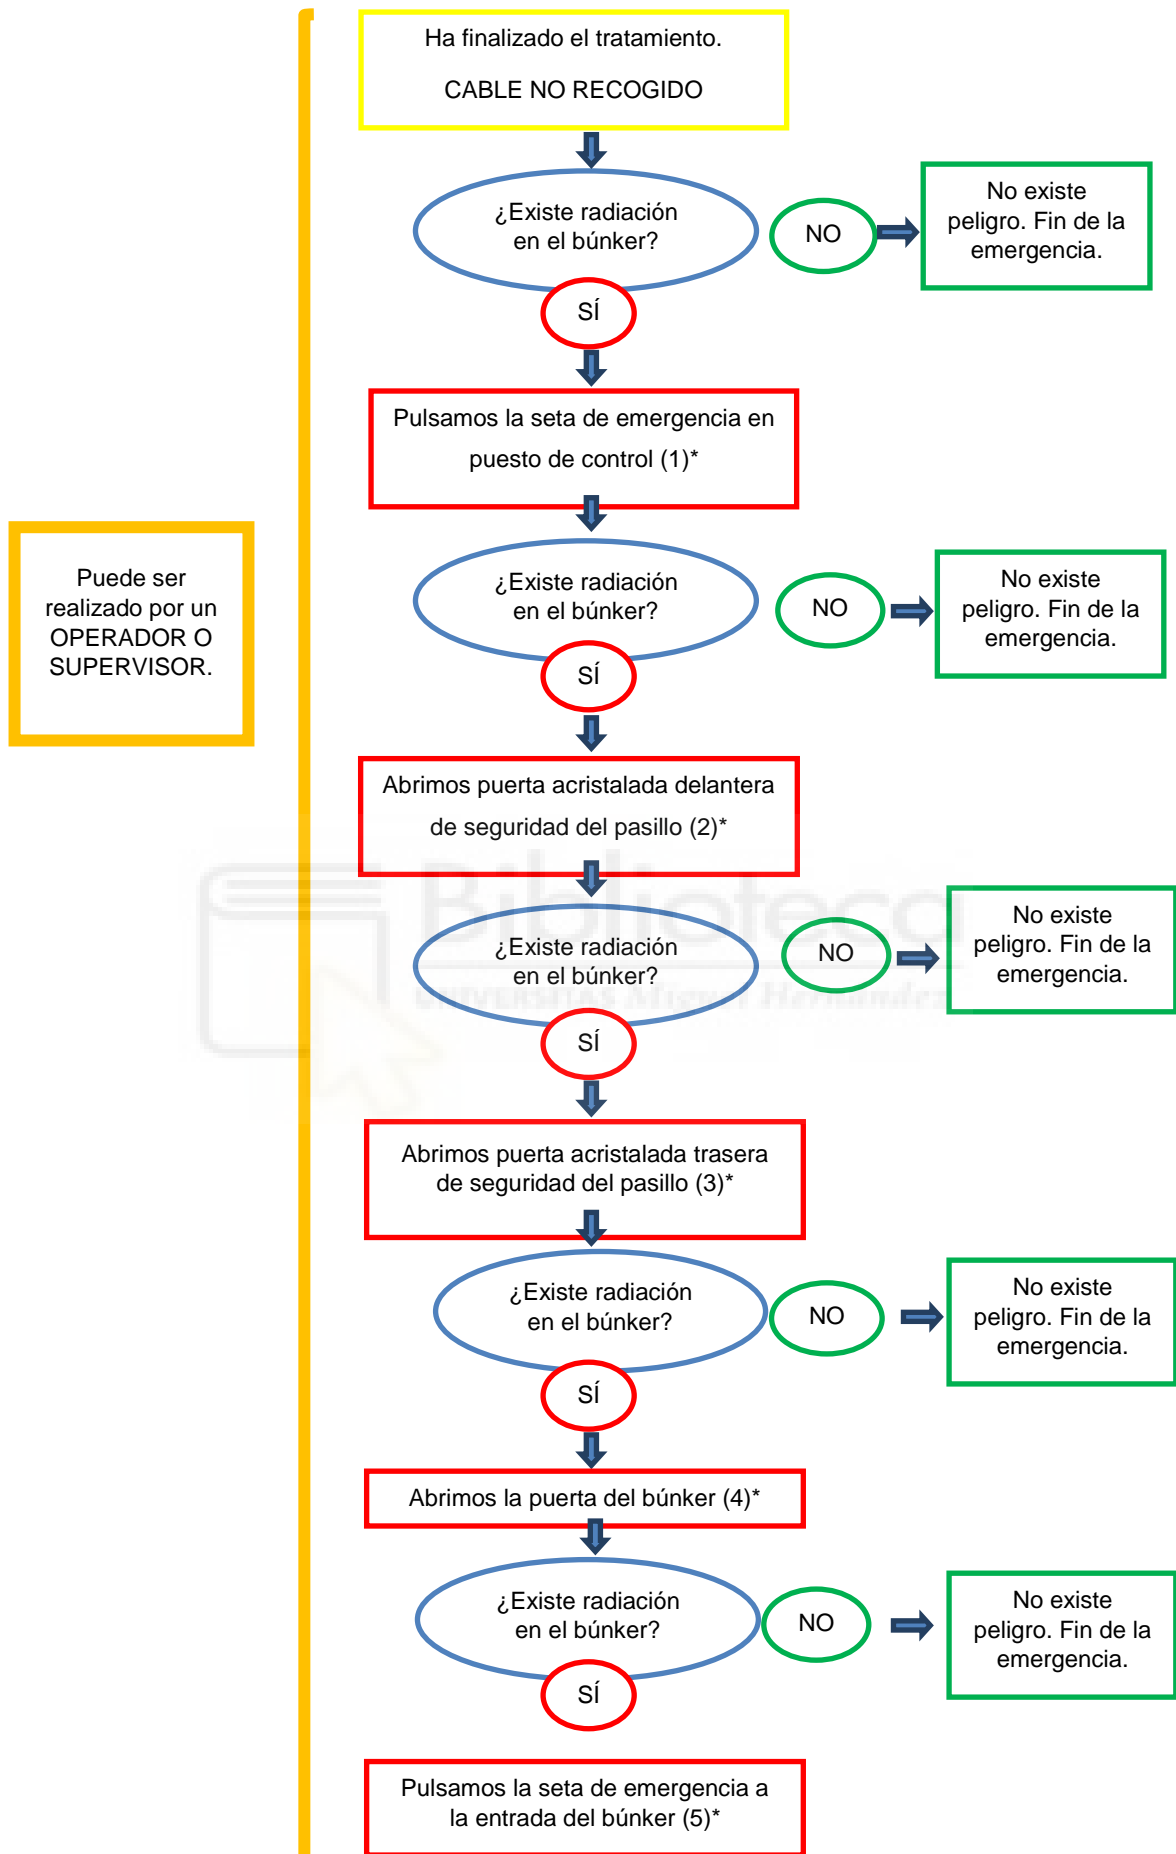 Ha finalizado el tratamiento.
CABLE NO RECOGIDO
¿Existe radiación
en el búnker?
NO
No existe
peligro. Fin de la
emergencia.
SÍ
Pulsamos la seta de emergencia en
puesto de control (1)*
Puede ser
realizado por un
OPERADOR O
SUPERVISOR.
¿Existe radiación
en el búnker?
NO
No existe
peligro. Fin de la
emergencia.
SÍ
Abrimos puerta acristalada delantera
de seguridad del pasillo (2)*
Biblioteca
UNIVERSITAS Miguel Hernández
¿Existe radiación
en el búnker?
NO
No existe
peligro. Fin de la
emergencia.
SÍ
Abrimos puerta acristalada trasera
de seguridad del pasillo (3)*
¿Existe radiación
en el búnker?
NO
No existe
peligro. Fin de la
emergencia.
SÍ
Abrimos la puerta del búnker (4)*
¿Existe radiación
en el búnker?
NO
No existe
peligro. Fin de la
emergencia.
SÍ
Pulsamos la seta de emergencia a
la entrada del búnker (5)*